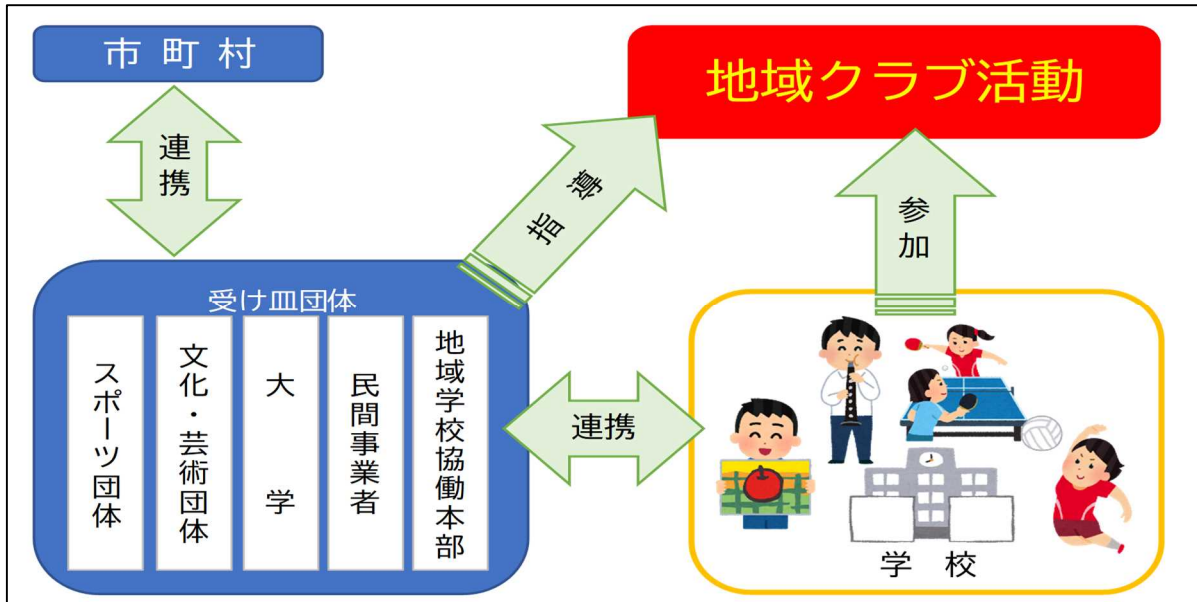 市 町 村
地域クラブ活動
連携
指導
参加
受け皿団体
スポーツ団体
文化・芸術団体
大 学
民間事業者
地域学校協働本部
連携
学 校